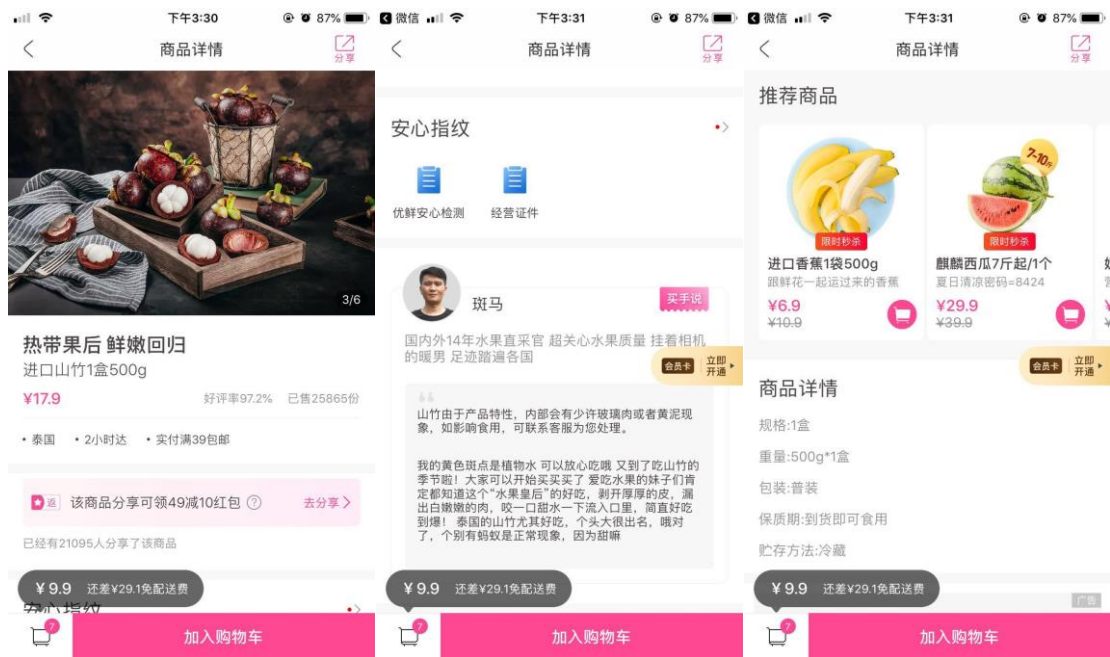 下午3:30
87%
商品详情
分享
3/6
热带果后 鲜嫩回归
进口山竹1盒500g
¥17.9
好评率97.2% 已售25865份
• 泰国 • 2小时达 • 实付满39包邮
返 该商品分享可领49减10红包 ? 去分享
已经有21095人分享了该商品
¥9.9 还差¥29.1免配送费
安心指纹
7
加入购物车
微信
下午3:31
87%
商品详情
分享
安心指纹
优鲜安心检测 经营证件
斑马
买手说
国内外14年水果直采官 超关心水果质量 挂着相机
的暖男 足迹踏遍各国
会员卡 立即
开通
山竹由于产品特性，内部会有少许玻璃肉或者黄泥现
象，如影响食用，可联系客服为您处理。
我的黄色斑点是植物水 可以放心吃哦 又到了吃山竹的
季节啦！大家可以开始买买买了 爱吃水果的妹子们肯
定都知道这个“水果皇后”的好吃，剥开厚厚的皮，漏
出白嫩嫩的肉，咬一口甜水一下流入口里，简直好吃
到爆！ 泰国的山竹尤其好吃，个头大很出名，哦对
了，个别有蚂蚁是正常现象，因为甜嘛
¥9.9 还差¥29.1免配送费
7
加入购物车
微信
下午3:31
87%
商品详情
分享
推荐商品
7-10斤
限时秒杀
限时秒杀
进口香蕉1袋500g
跟鲜花一起运过来的香蕉
¥6.9
¥10.9
麒麟西瓜7斤起/1个
夏日清凉密码=8424
¥29.9
¥39.9
会员卡 立即
开通
商品详情
规格:1盒
重量:500g*1盒
包装:普装
保质期:到货即可食用
贮存方法:冷藏
¥9.9 还差¥29.1免配送费
广告
7
加入购物车